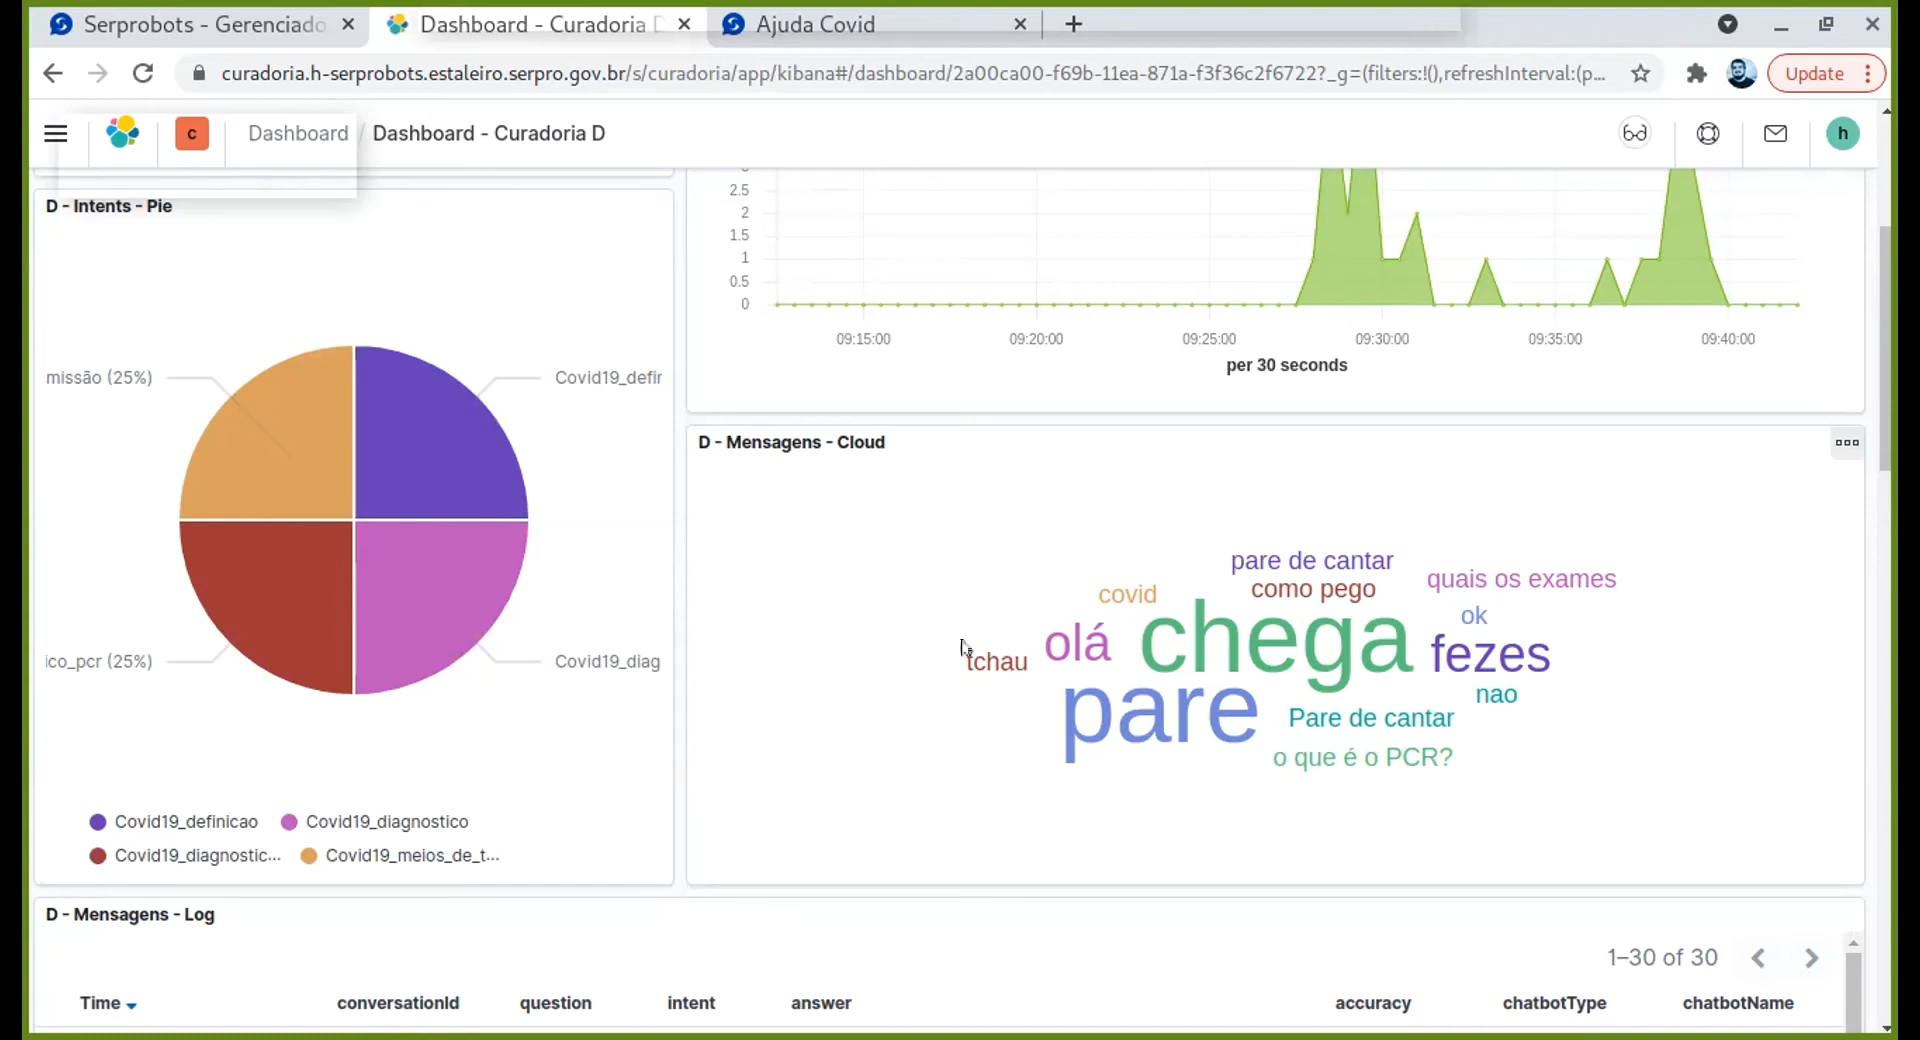 Serprobots - Gerenciado
Dashboard - Curadoria D
Ajuda Covid
curadoria.h-serprobots.estaleiro.serpro.gov.br/s/curadoria/app/kibana#/dashboard/2a00ca00-f69b-11ea-871a-f3f36c2f6722?_g=(filters:!(),refreshInterval:(p...
Update
c
Dashboard
Dashboard - Curadoria D
h
D - Intents - Pie
missão (25%)
Covid19_defir
ico_pcr (25%)
Covid19_diag
Covid19_definicao
Covid19_diagnostico
Covid19_diagnostic...
Covid19_meios_de_t...
2.5
2
1.5
1
0.5
0
09:15:00
09:20:00
09:25:00
09:30:00
09:35:00
09:40:00
per 30 seconds
D - Mensagens - Cloud
pare de cantar
quais os exames
covid
como pego
ok
olá
chega
fezes
tchau
nao
pare
Pare de cantar
o que é o PCR?
D - Mensagens - Log
1–30 of 30
Time
conversationId
question
intent
answer
accuracy
chatbotType
chatbotName